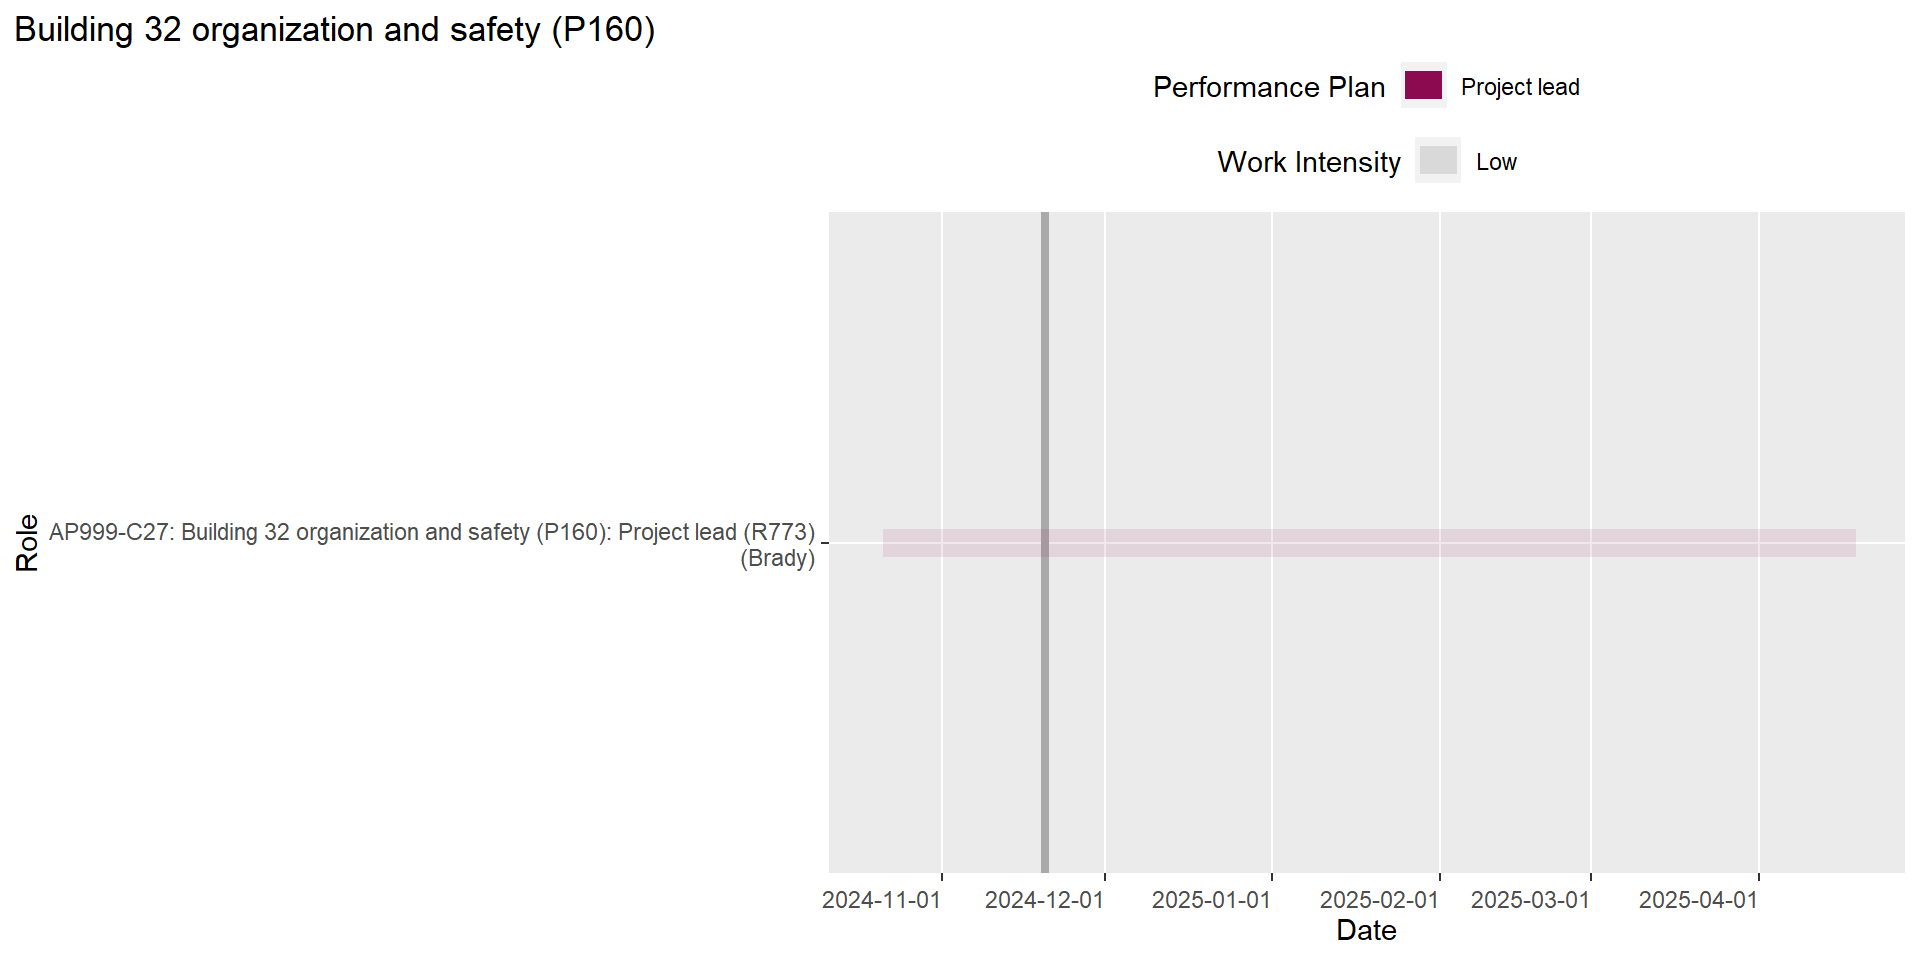 Building 32 organization and safety (P160)
Performance Plan Project lead
Work Intensity Low
Role
AP999-C27: Building 32 organization and safety (P160): Project lead (R773)
(Brady)
2024-11-01 2024-12-01 2025-01-01 2025-02-01 2025-03-01 2025-04-01
Date